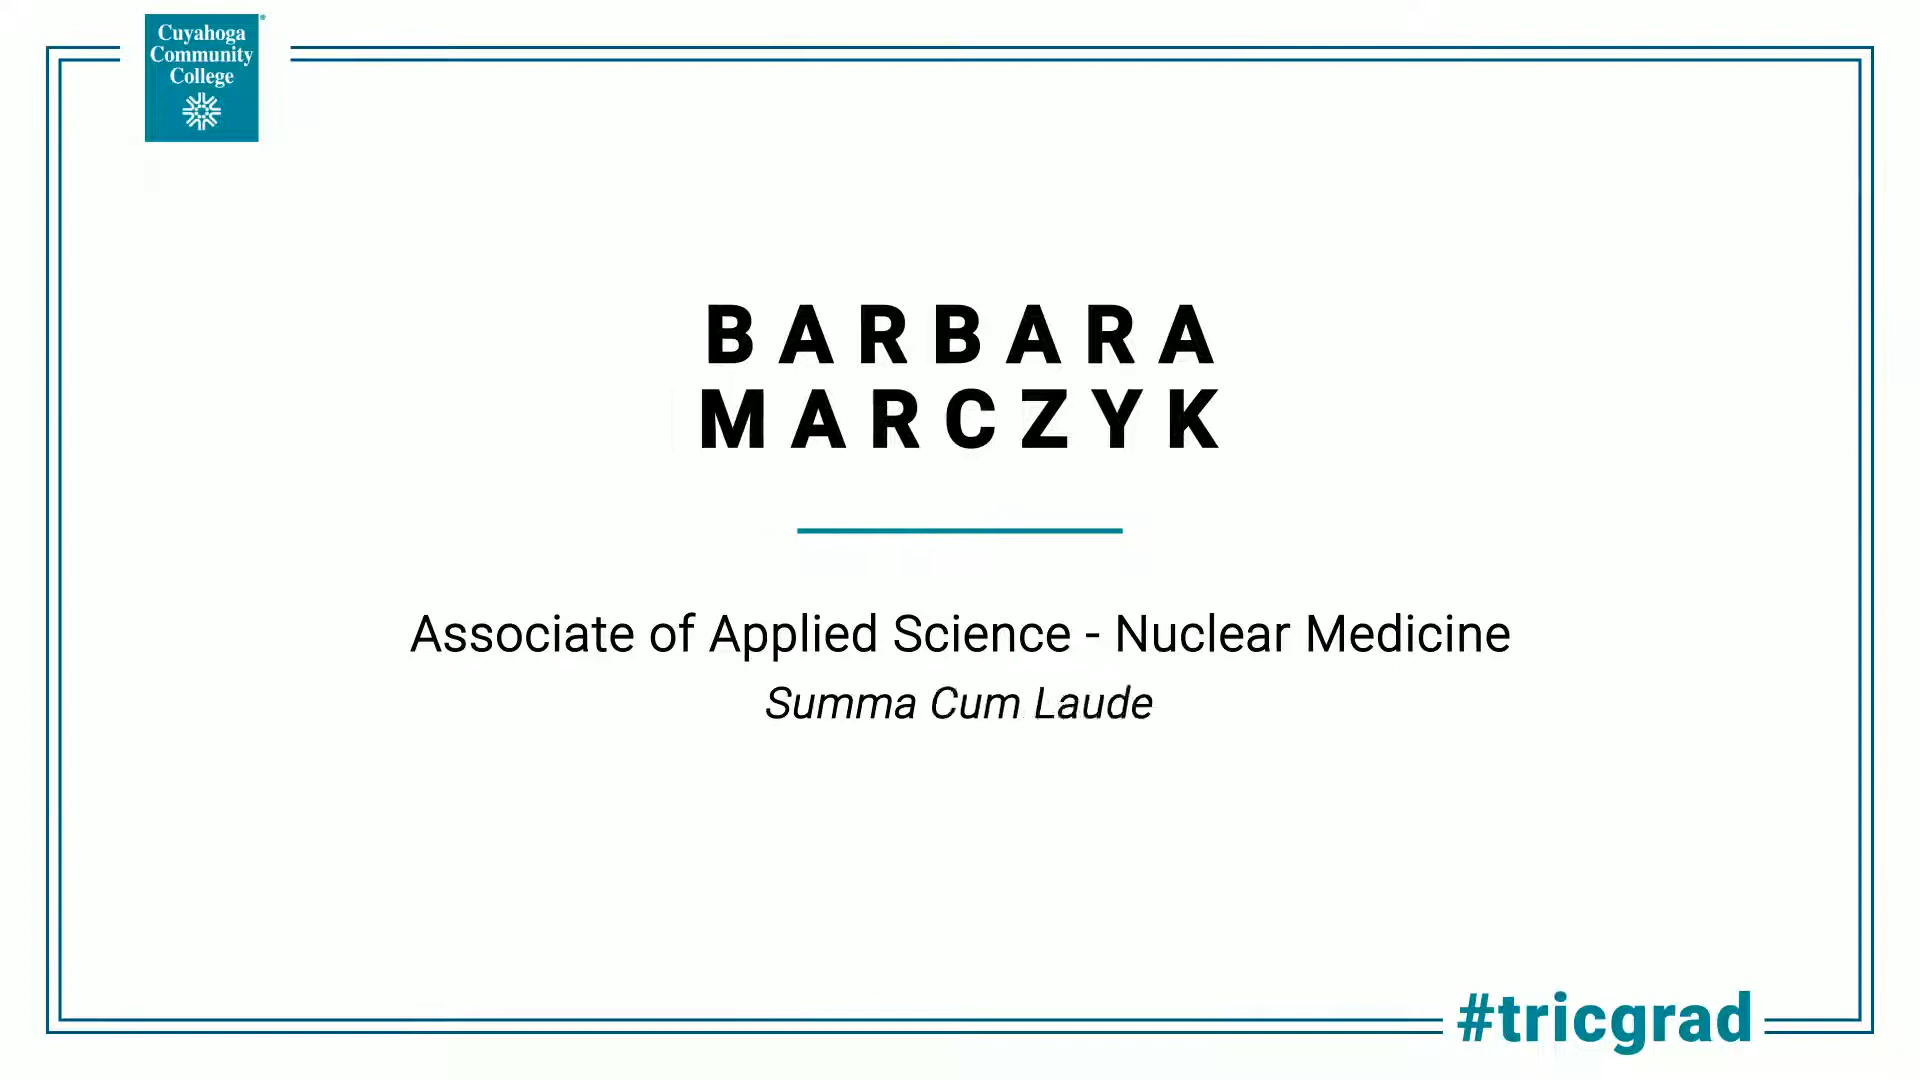 Cuyahoga
Community
College
BARBARA
MARCZYK
Associate of Applied Science - Nuclear Medicine
Summa Cum Laude
#tricgrad